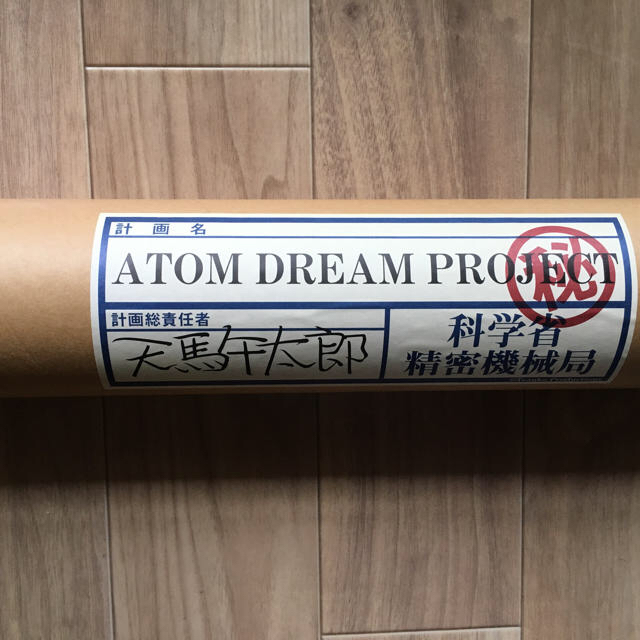 計画名
ATOM DREAM PROJECT
秘
計画総責任者
天馬午太郎
科学省
精密機械局